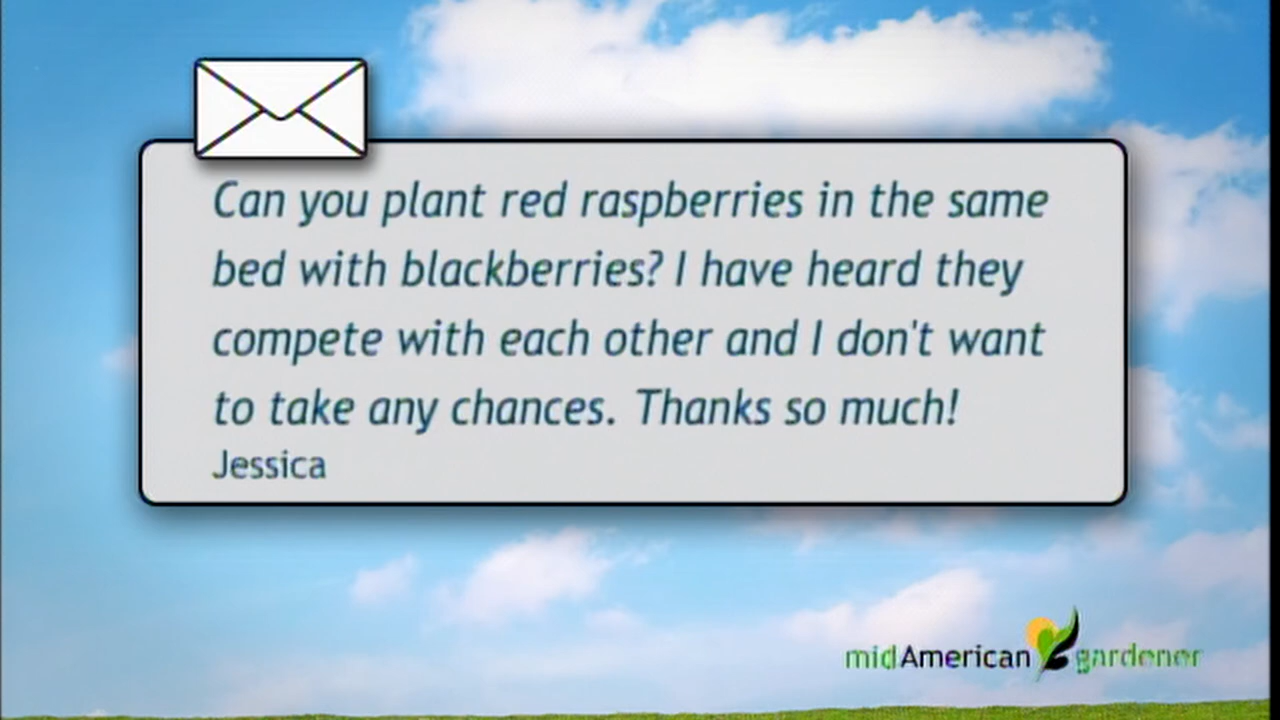 Can you plant red raspberries in the same
bed with blackberries? I have heard they
compete with each other and I don't want
to take any chances. Thanks so much!
Jessica
midAmerican gardener